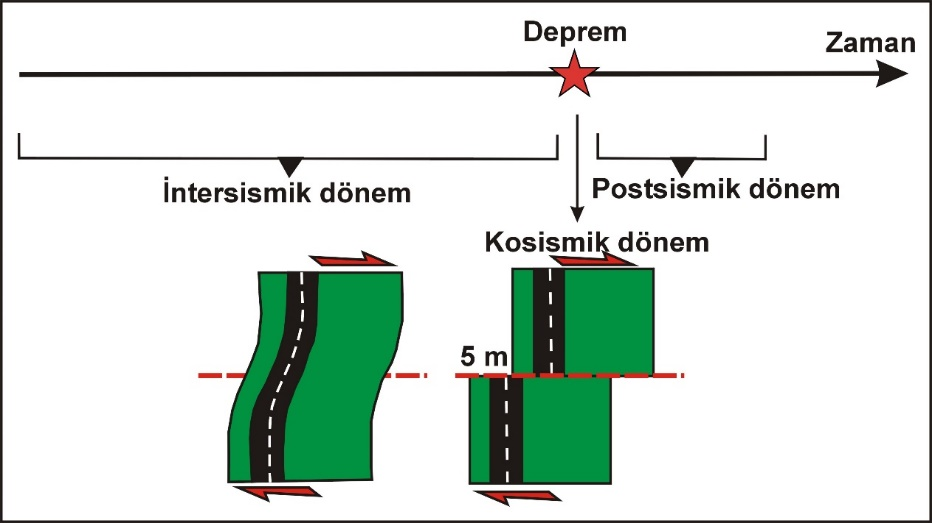 Deprem
Zaman
İntersismik dönem
Postsismik dönem
Kosismik dönem
5 m